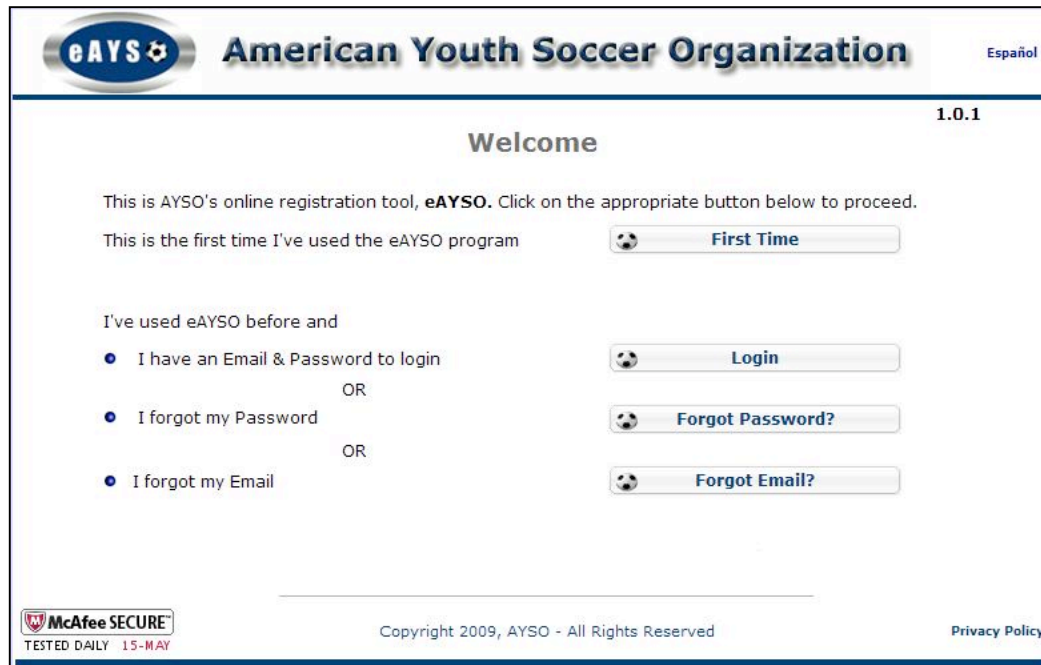 eAYSO American Youth Soccer Organization Español
1.0.1
Welcome
This is AYSO's online registration tool, eAYSO. Click on the appropriate button below to proceed.
This is the first time I've used the eAYSO program First Time
I've used eAYSO before and
I have an Email & Password to login Login
OR
I forgot my Password Forgot Password?
OR
I forgot my Email Forgot Email?
McAfee SECURE™
TESTED DAILY 15-MAY
Copyright 2009, AYSO - All Rights Reserved
Privacy Policy